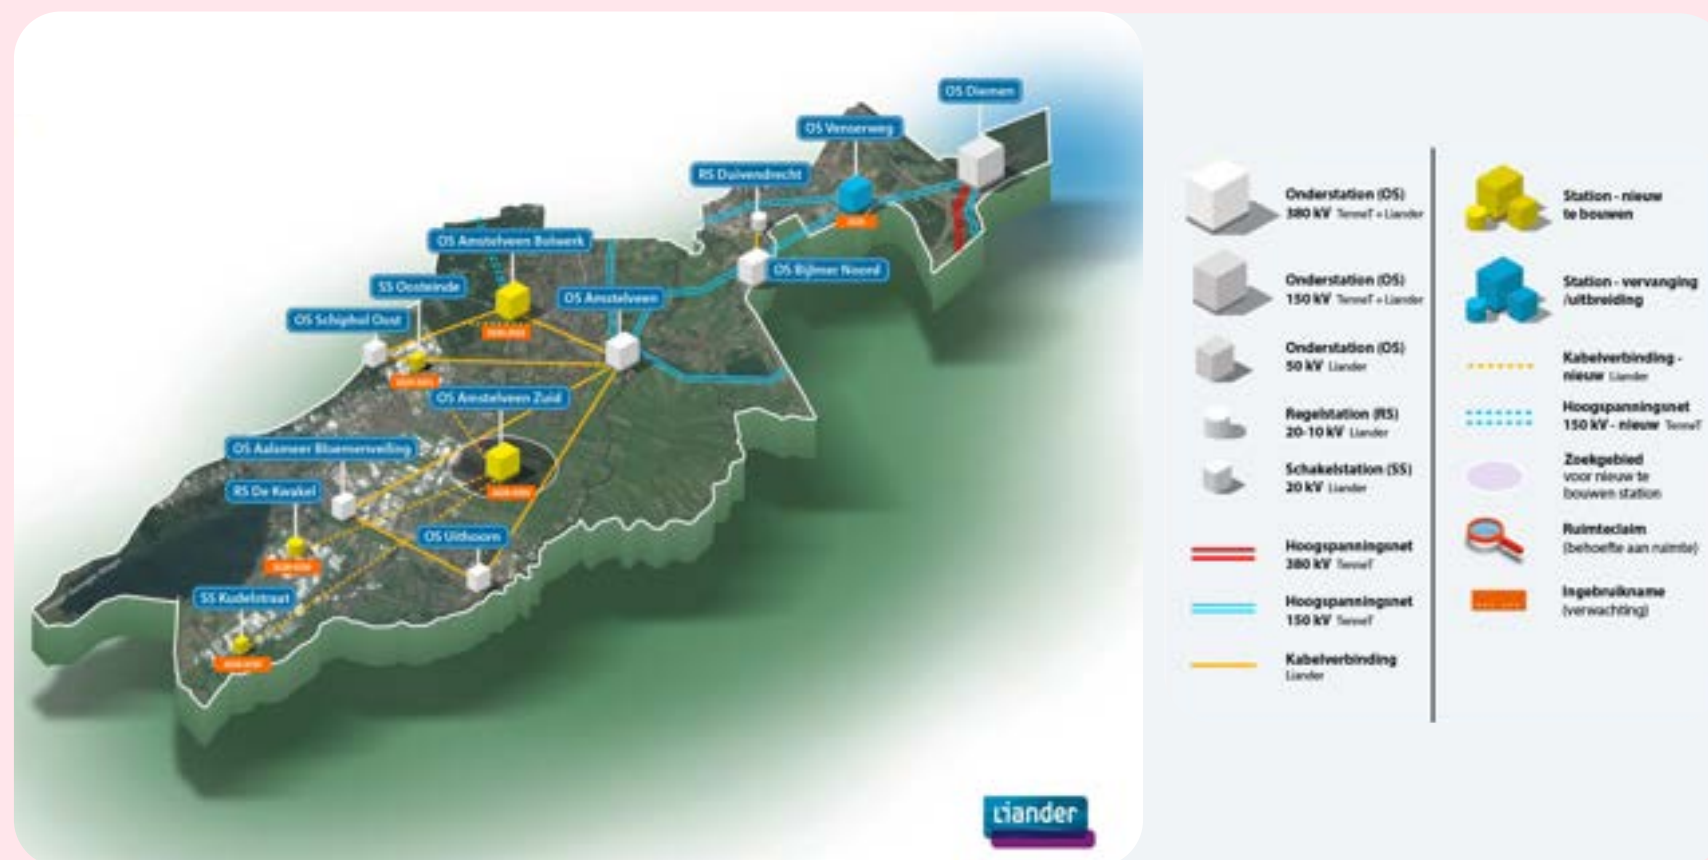 OS Diemen
OS Venserweg
RS Duivendrecht
OS Amstelveen Bolwerk
OS Bijlmer Noord
SS Oosteinde
OS Amstelveen
OS Schiphol Oost
OS Amstelveen Zuid
OS Aalsmeer Bloemenveiling
RS De Kwakel
OS Uithoorn
SS Kudelstraat
Liander
Onderstation (OS)
380 kV TenneT + Liander
Onderstation (OS)
150 kV TenneT + Liander
Onderstation (OS)
50 kV Liander
Regelstation (RS)
20-10 kV Liander
Schakelstation (SS)
20 kV Liander
Hoogspanningsnet
380 kV TenneT
Hoogspanningsnet
150 kV TenneT
Kabelverbinding
Liander
Station - nieuw
te bouwen
Station - vervanging
/uitbreiding
Kabelverbinding -
nieuw Liander
Hoogspanningsnet
150 kV - nieuw TenneT
Zoekgebied
voor nieuw te
bouwen station
Ruimteclaim
(behoefte aan ruimte)
Ingebruikname
(verwachting)